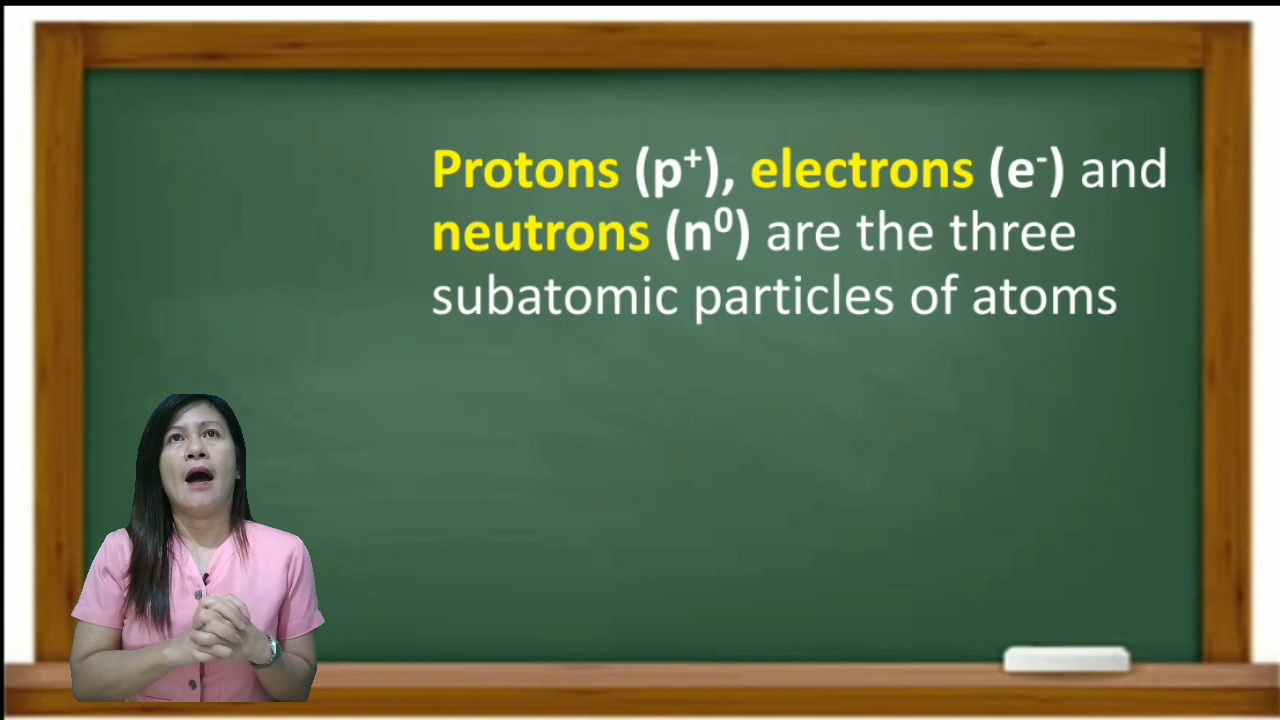 Protons (p⁺), electrons (e⁻) and
neutrons (n⁰) are the three
subatomic particles of atoms